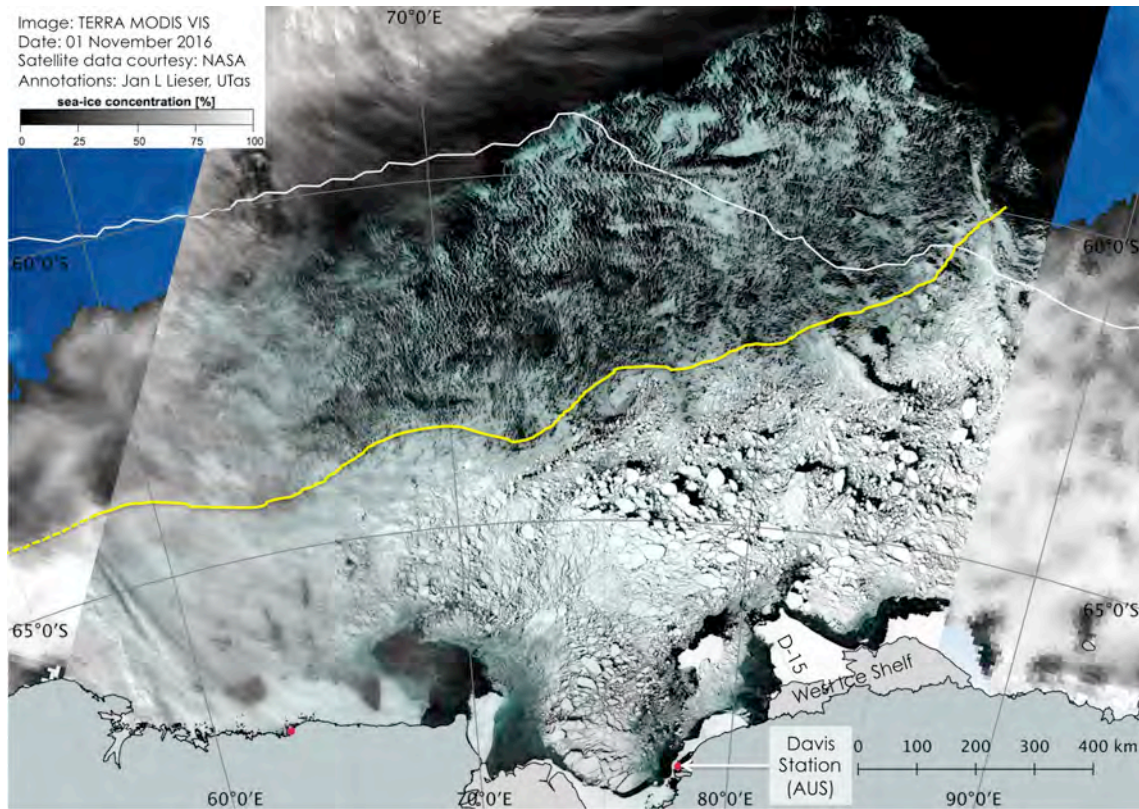 Image: TERRA MODIS VIS
Date: 01 November 2016
Satellite data courtesy: NASA
Annotations: Jan L Lieser, UTas
sea-ice concentration [%]
0 25 50 75 100
70°0'E
60°0'S
60°0'S
65°0'S
65°0'S
D-15
West Ice Shelf
Davis
Station
(AUS)
0 100 200 300 400 km
60°0'E
70°0'E
80°0'E
90°0'E